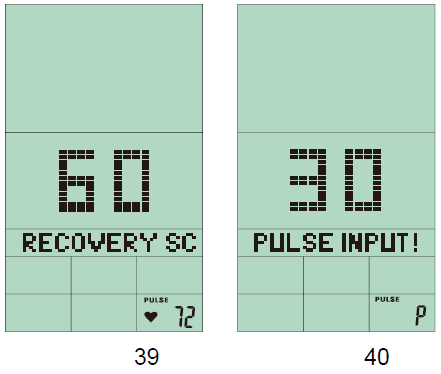 60
RECOVERY SC
PULSE
72
39
30
PULSE INPUT!
PULSE
P
40